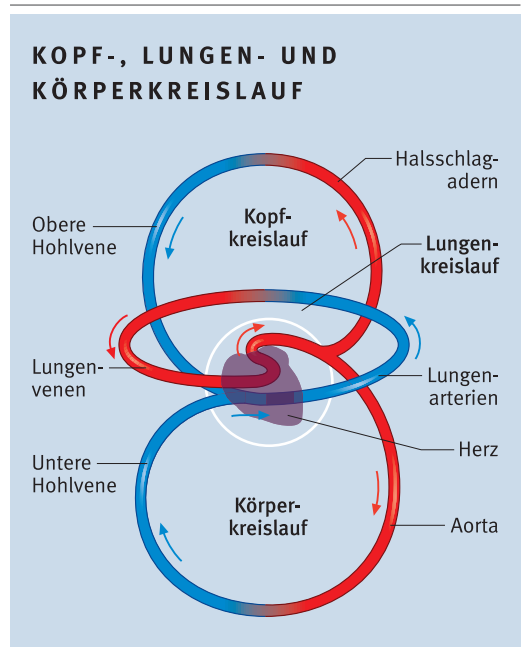 KOPF-, LUNGEN- UND
KÖRPERKREISLAUF
Halsschlag-
adern
Obere
Hohlvene
Kopf-
kreislauf
Lungen-
kreislauf
Lungen-
venen
Lungen-
arterien
Herz
Untere
Hohlvene
Körper-
kreislauf
Aorta